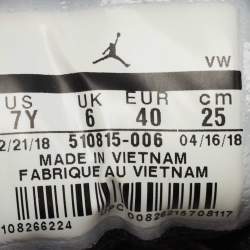 VW
US UK EUR cm
7Y 6 40 25
2/21/18 510815-006 04/16/18
MADE IN VIETNAM
FABRIQUE AU VIETNAM
108266224
UPC00826215708117